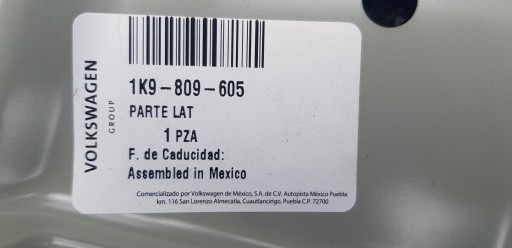 VOLKSWAGEN
GROUP
1K9-809-605
PARTE LAT
1 PZA
F. de Caducidad:
Assembled in Mexico
Comercializado por Volkswagen de México, S.A. de C.V. Autopista México Puebla
km. 116 San Lorenzo Almecatla, Cuautlancingo, Puebla C.P. 72700